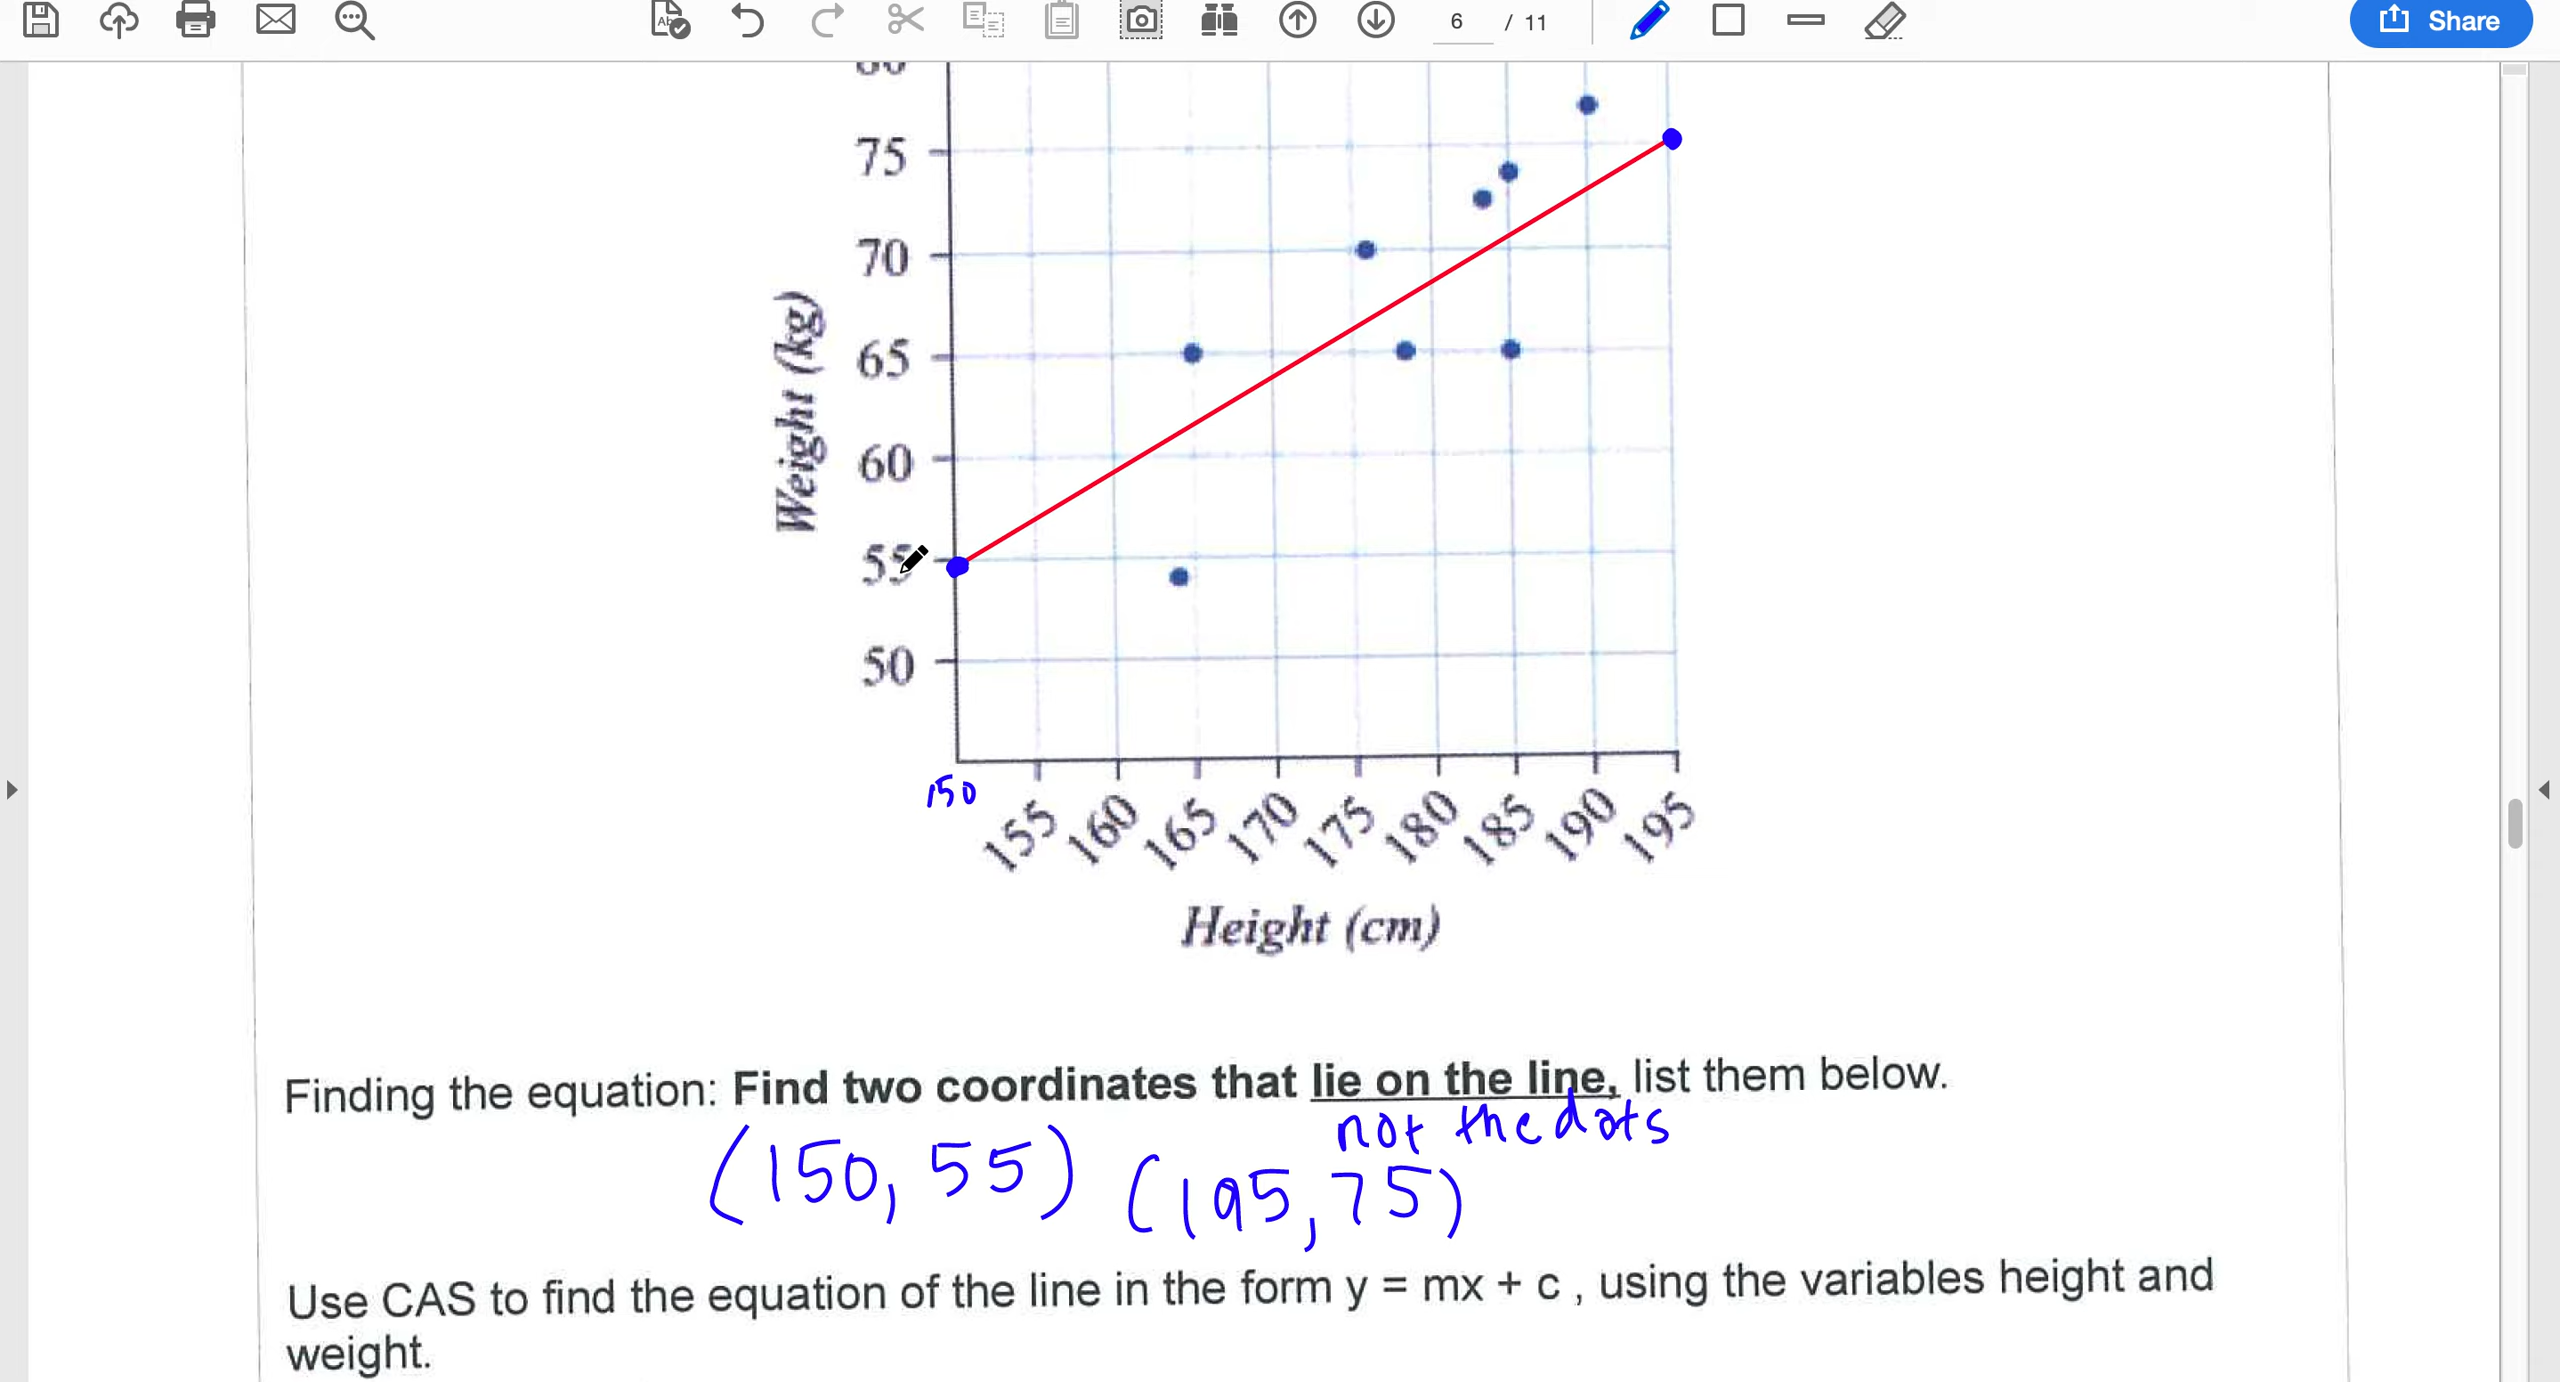 6 / 11
Share
80
75
70
65
60
55
50
Weight (kg)
150
155 160 165 170 175 180 185 190 195
Height (cm)
Finding the equation: Find two coordinates that lie on the line, list them below.
not the dots
(150, 55) (195, 75)
Use CAS to find the equation of the line in the form y = mx + c , using the variables height and
weight.